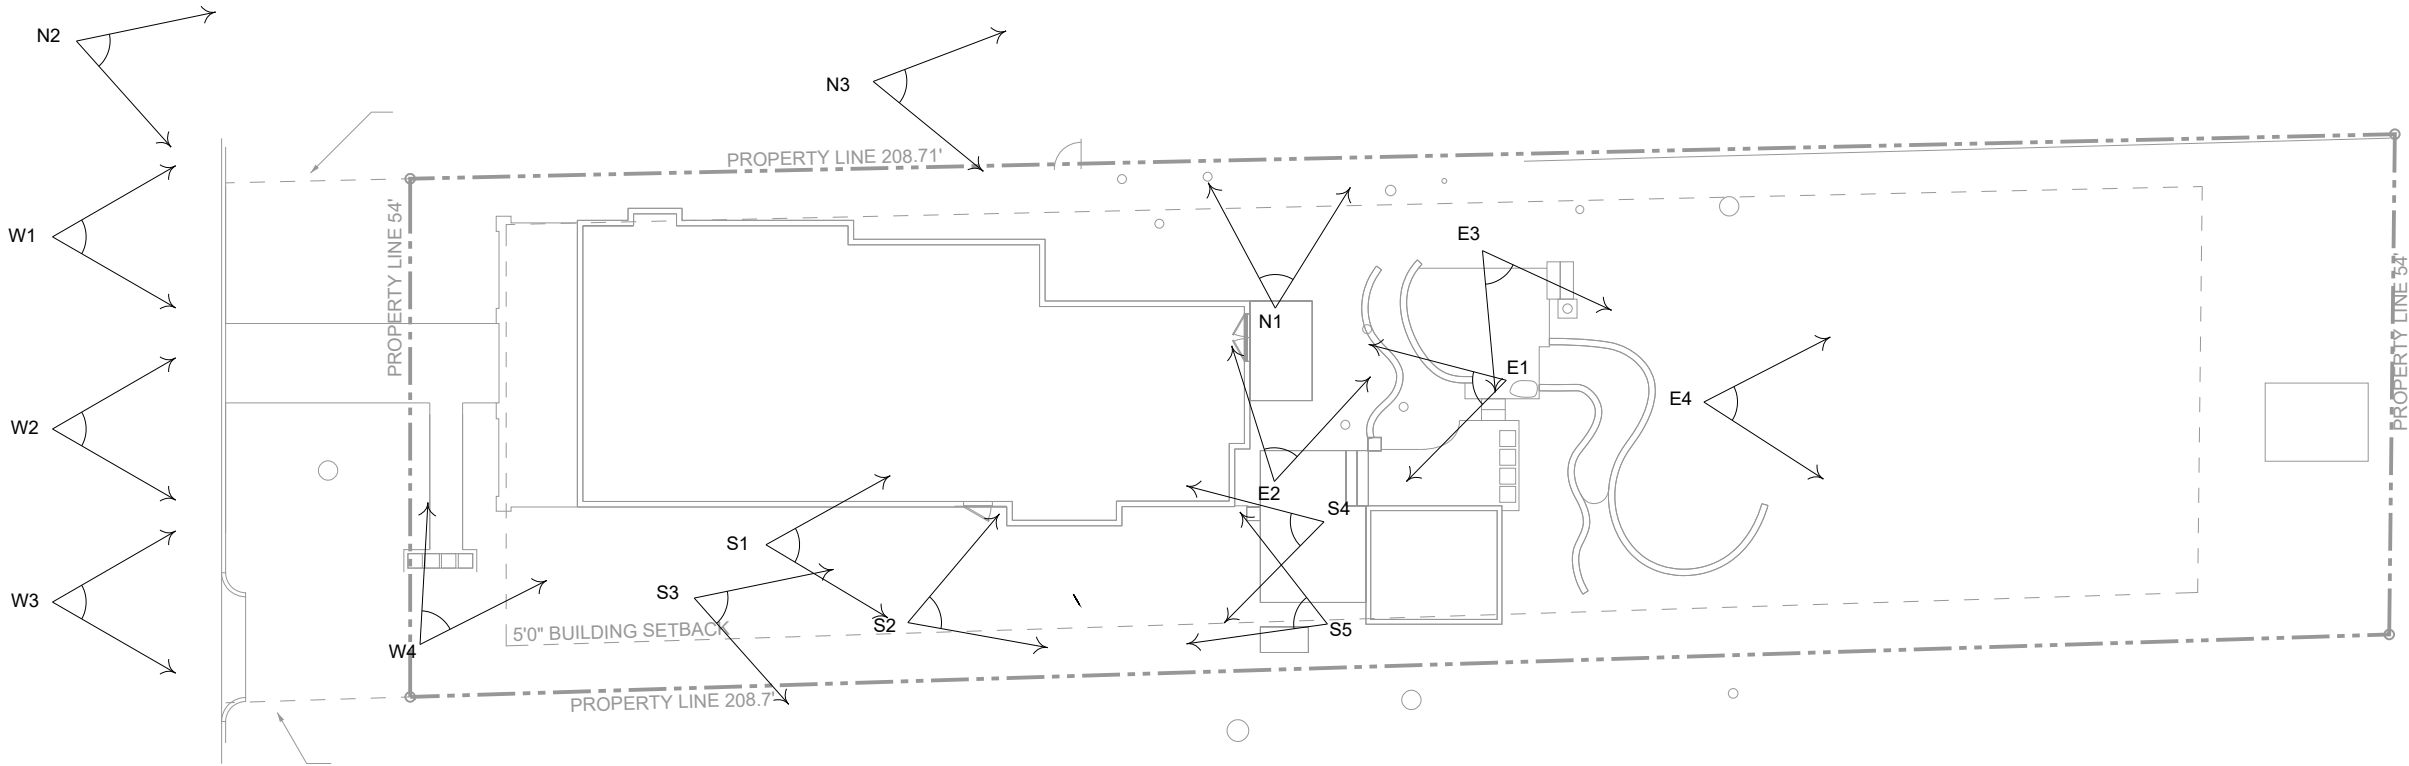 N2
N3
PROPERTY LINE 208.71'
PROPERTY LINE 54'
W1
E3
N1
PROPERTY LINE 54'
E1
E4
W2
E2
S4
S1
S3
W3
S2
S5
5'0" BUILDING SETBACK
W4
PROPERTY LINE 208.7'